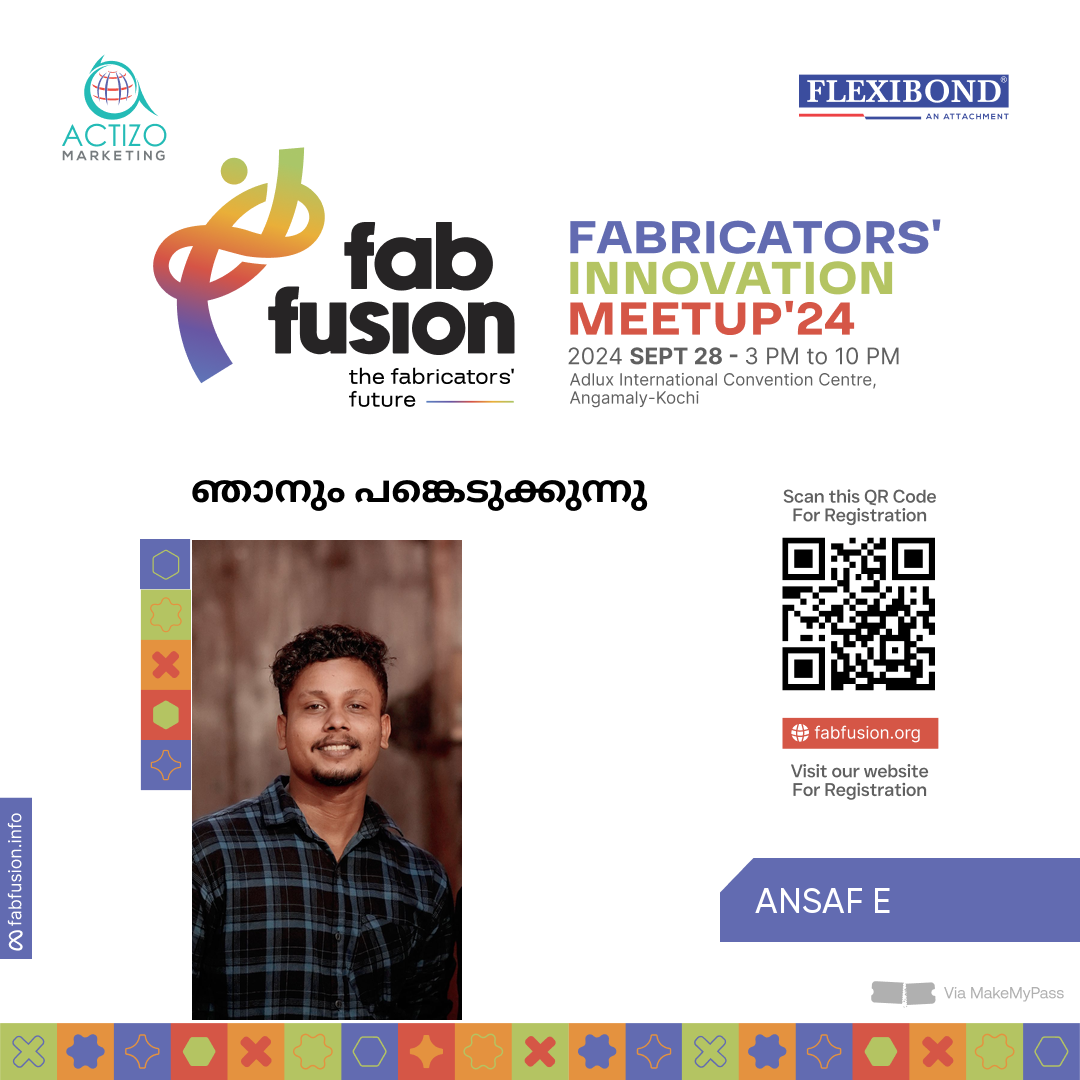 ACTIZO
MARKETING
FLEXIBOND®
AN ATTACHMENT
fab
fusion
the fabricators'
future
FABRICATORS'
INNOVATION
MEETUP'24
2024 SEPT 28 - 3 PM to 10 PM
Adlux International Convention Centre,
Angamaly-Kochi
ഞാനും പങ്കെടുക്കുന്നു
Scan this QR Code
For Registration
fabfusion.org
Visit our website
For Registration
fabfusion.info
ANSAF E
Via MakeMyPass